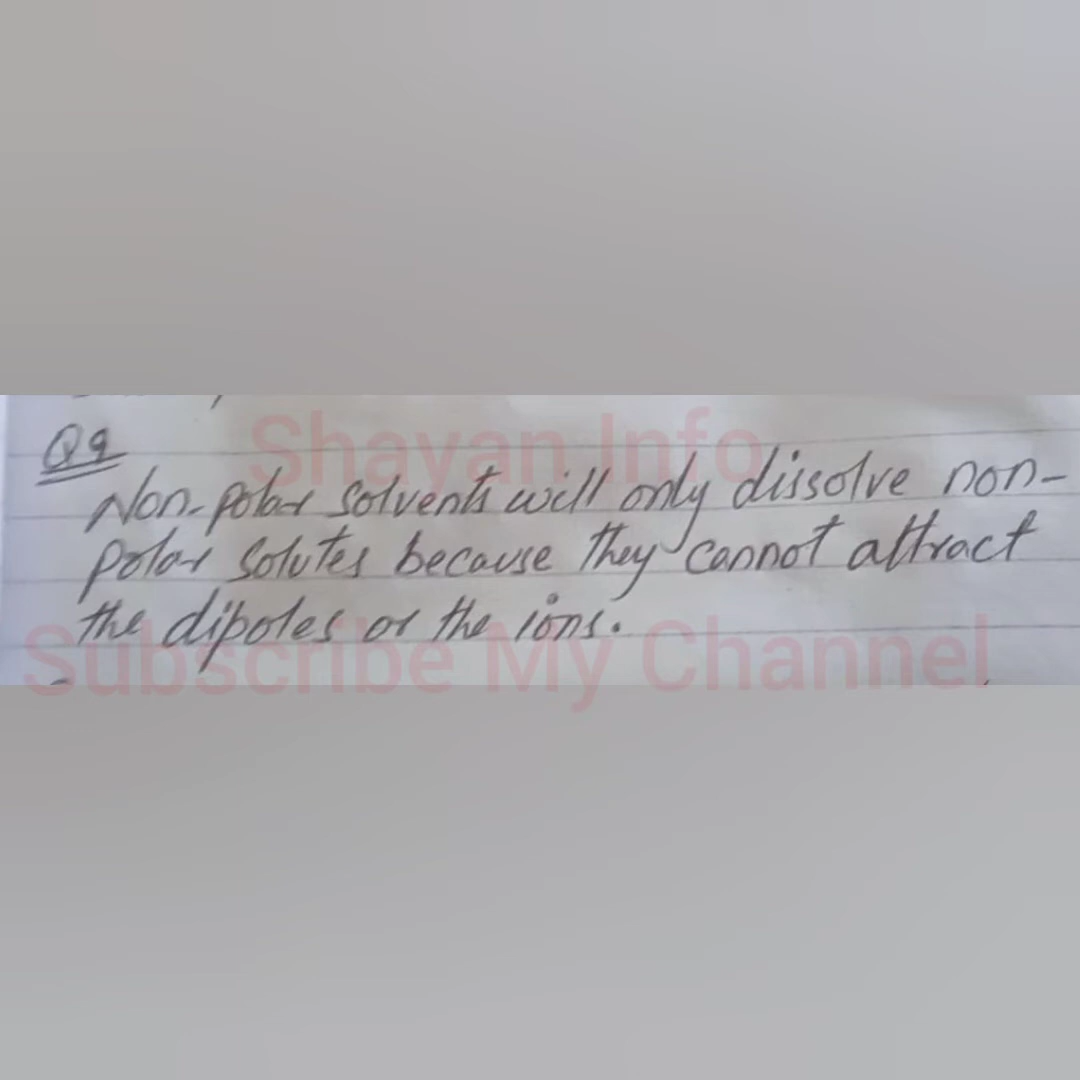 Q9
Shayan Info
Non-polar solvents will only dissolve non-
polar solutes because they cannot attract
the dipoles or the ions.
Subscribe My Channel